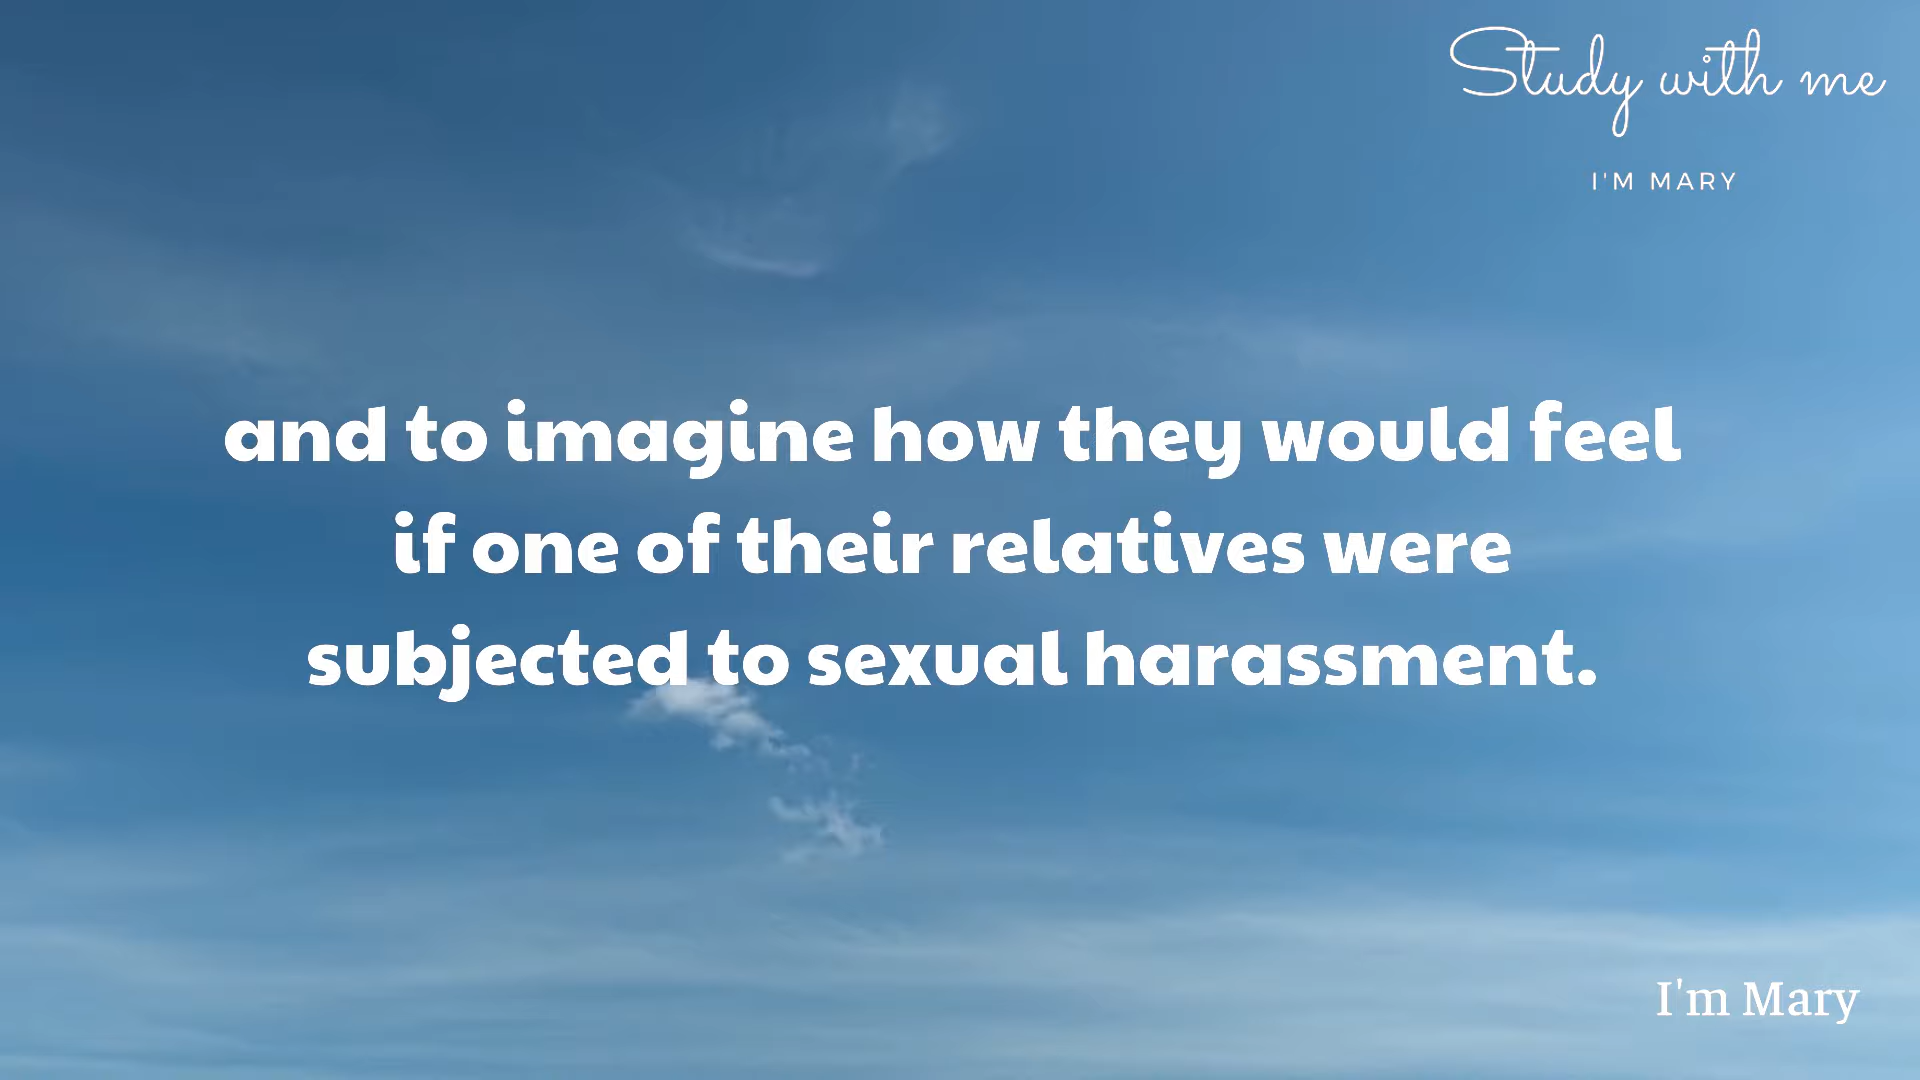 Study with me
I'M MARY
and to imagine how they would feel
if one of their relatives were
subjected to sexual harassment.
I'm Mary